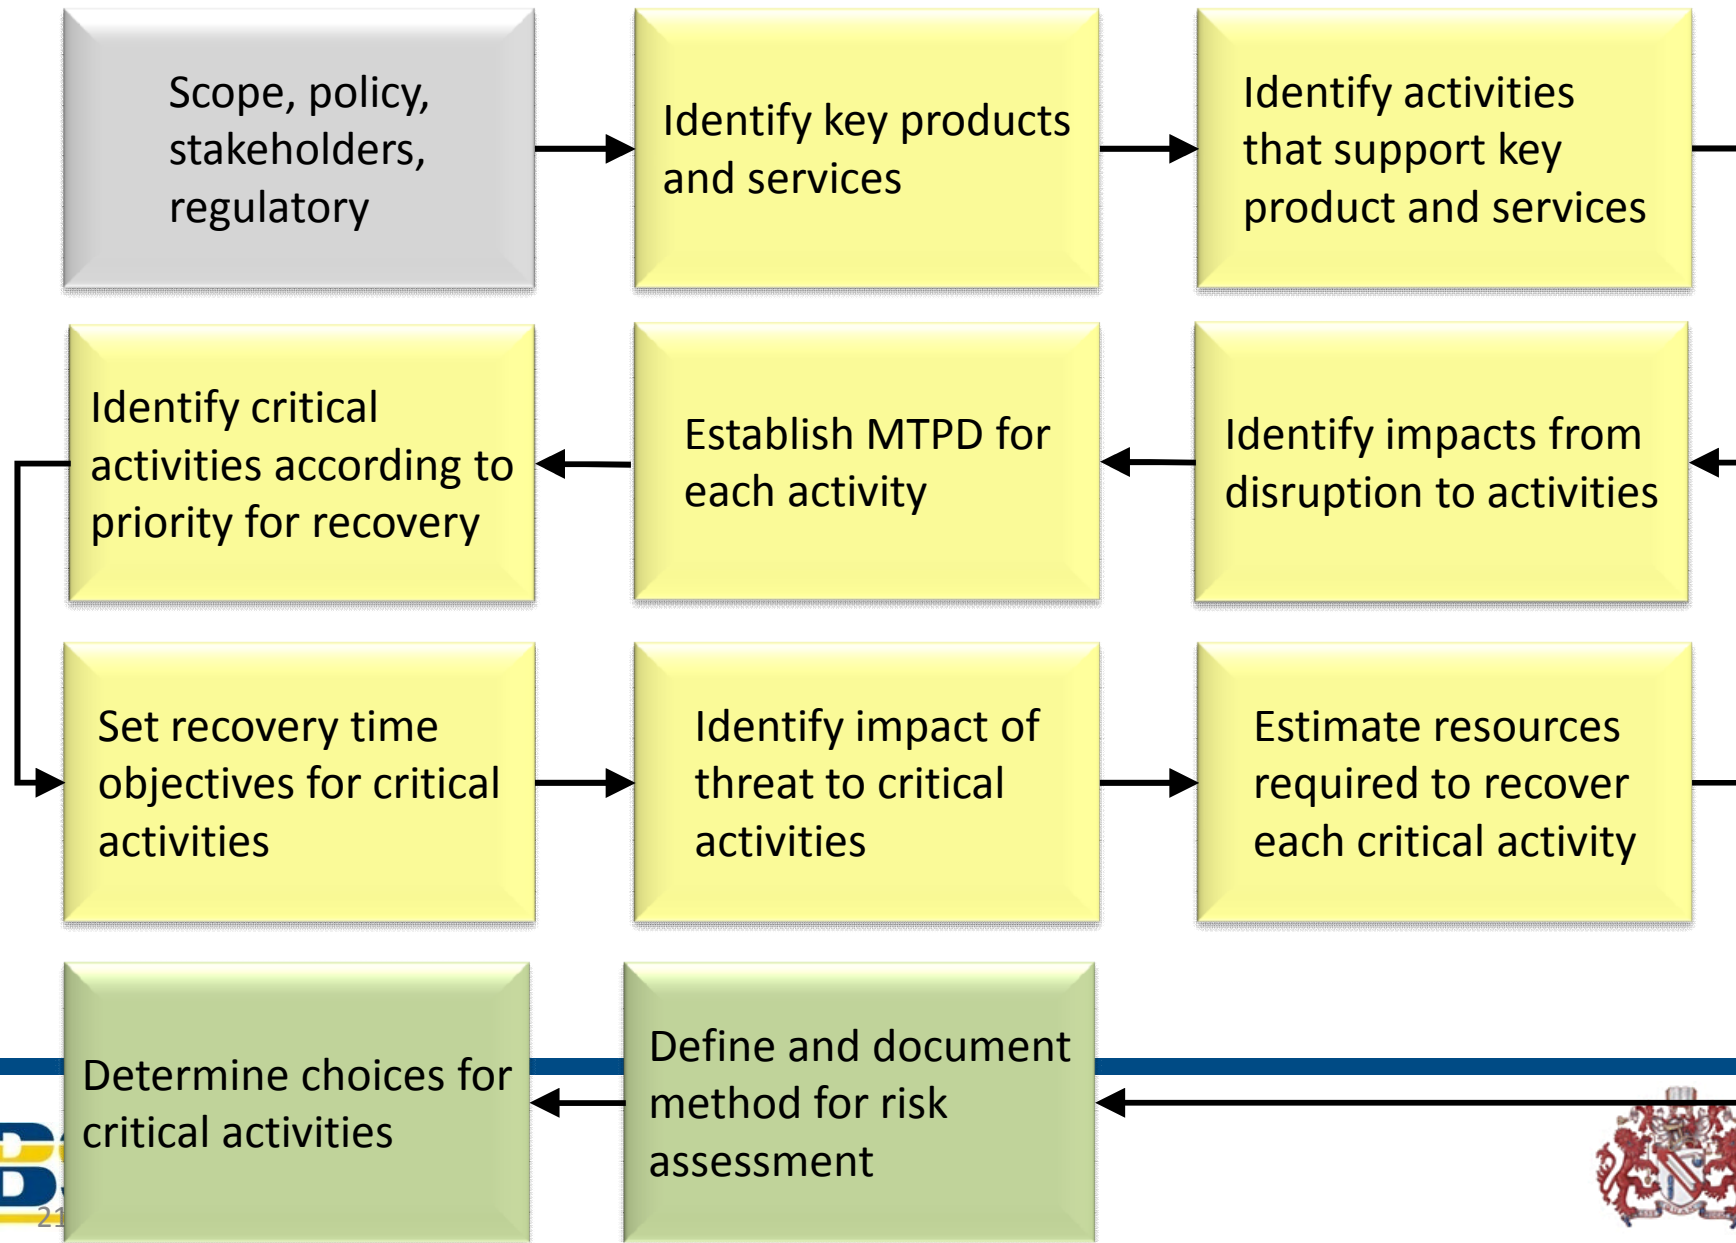 Scope, policy,
stakeholders,
regulatory
Identify key products
and services
Identify activities
that support key
product and services
Identify critical
activities according to
priority for recovery
Establish MTPD for
each activity
Identify impacts from
disruption to activities
Set recovery time
objectives for critical
activities
Identify impact of
threat to critical
activities
Estimate resources
required to recover
each critical activity
Determine choices for
critical activities
Define and document
method for risk
assessment
21